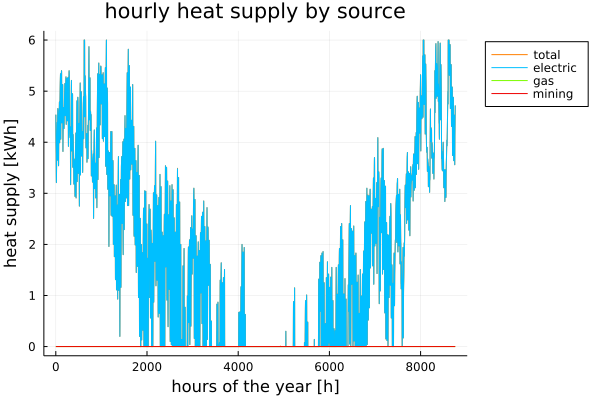 hourly heat supply by source
heat supply [kWh]
6
5
4
3
2
1
0
0 2000 4000 6000 8000
hours of the year [h]
total
electric
gas
mining